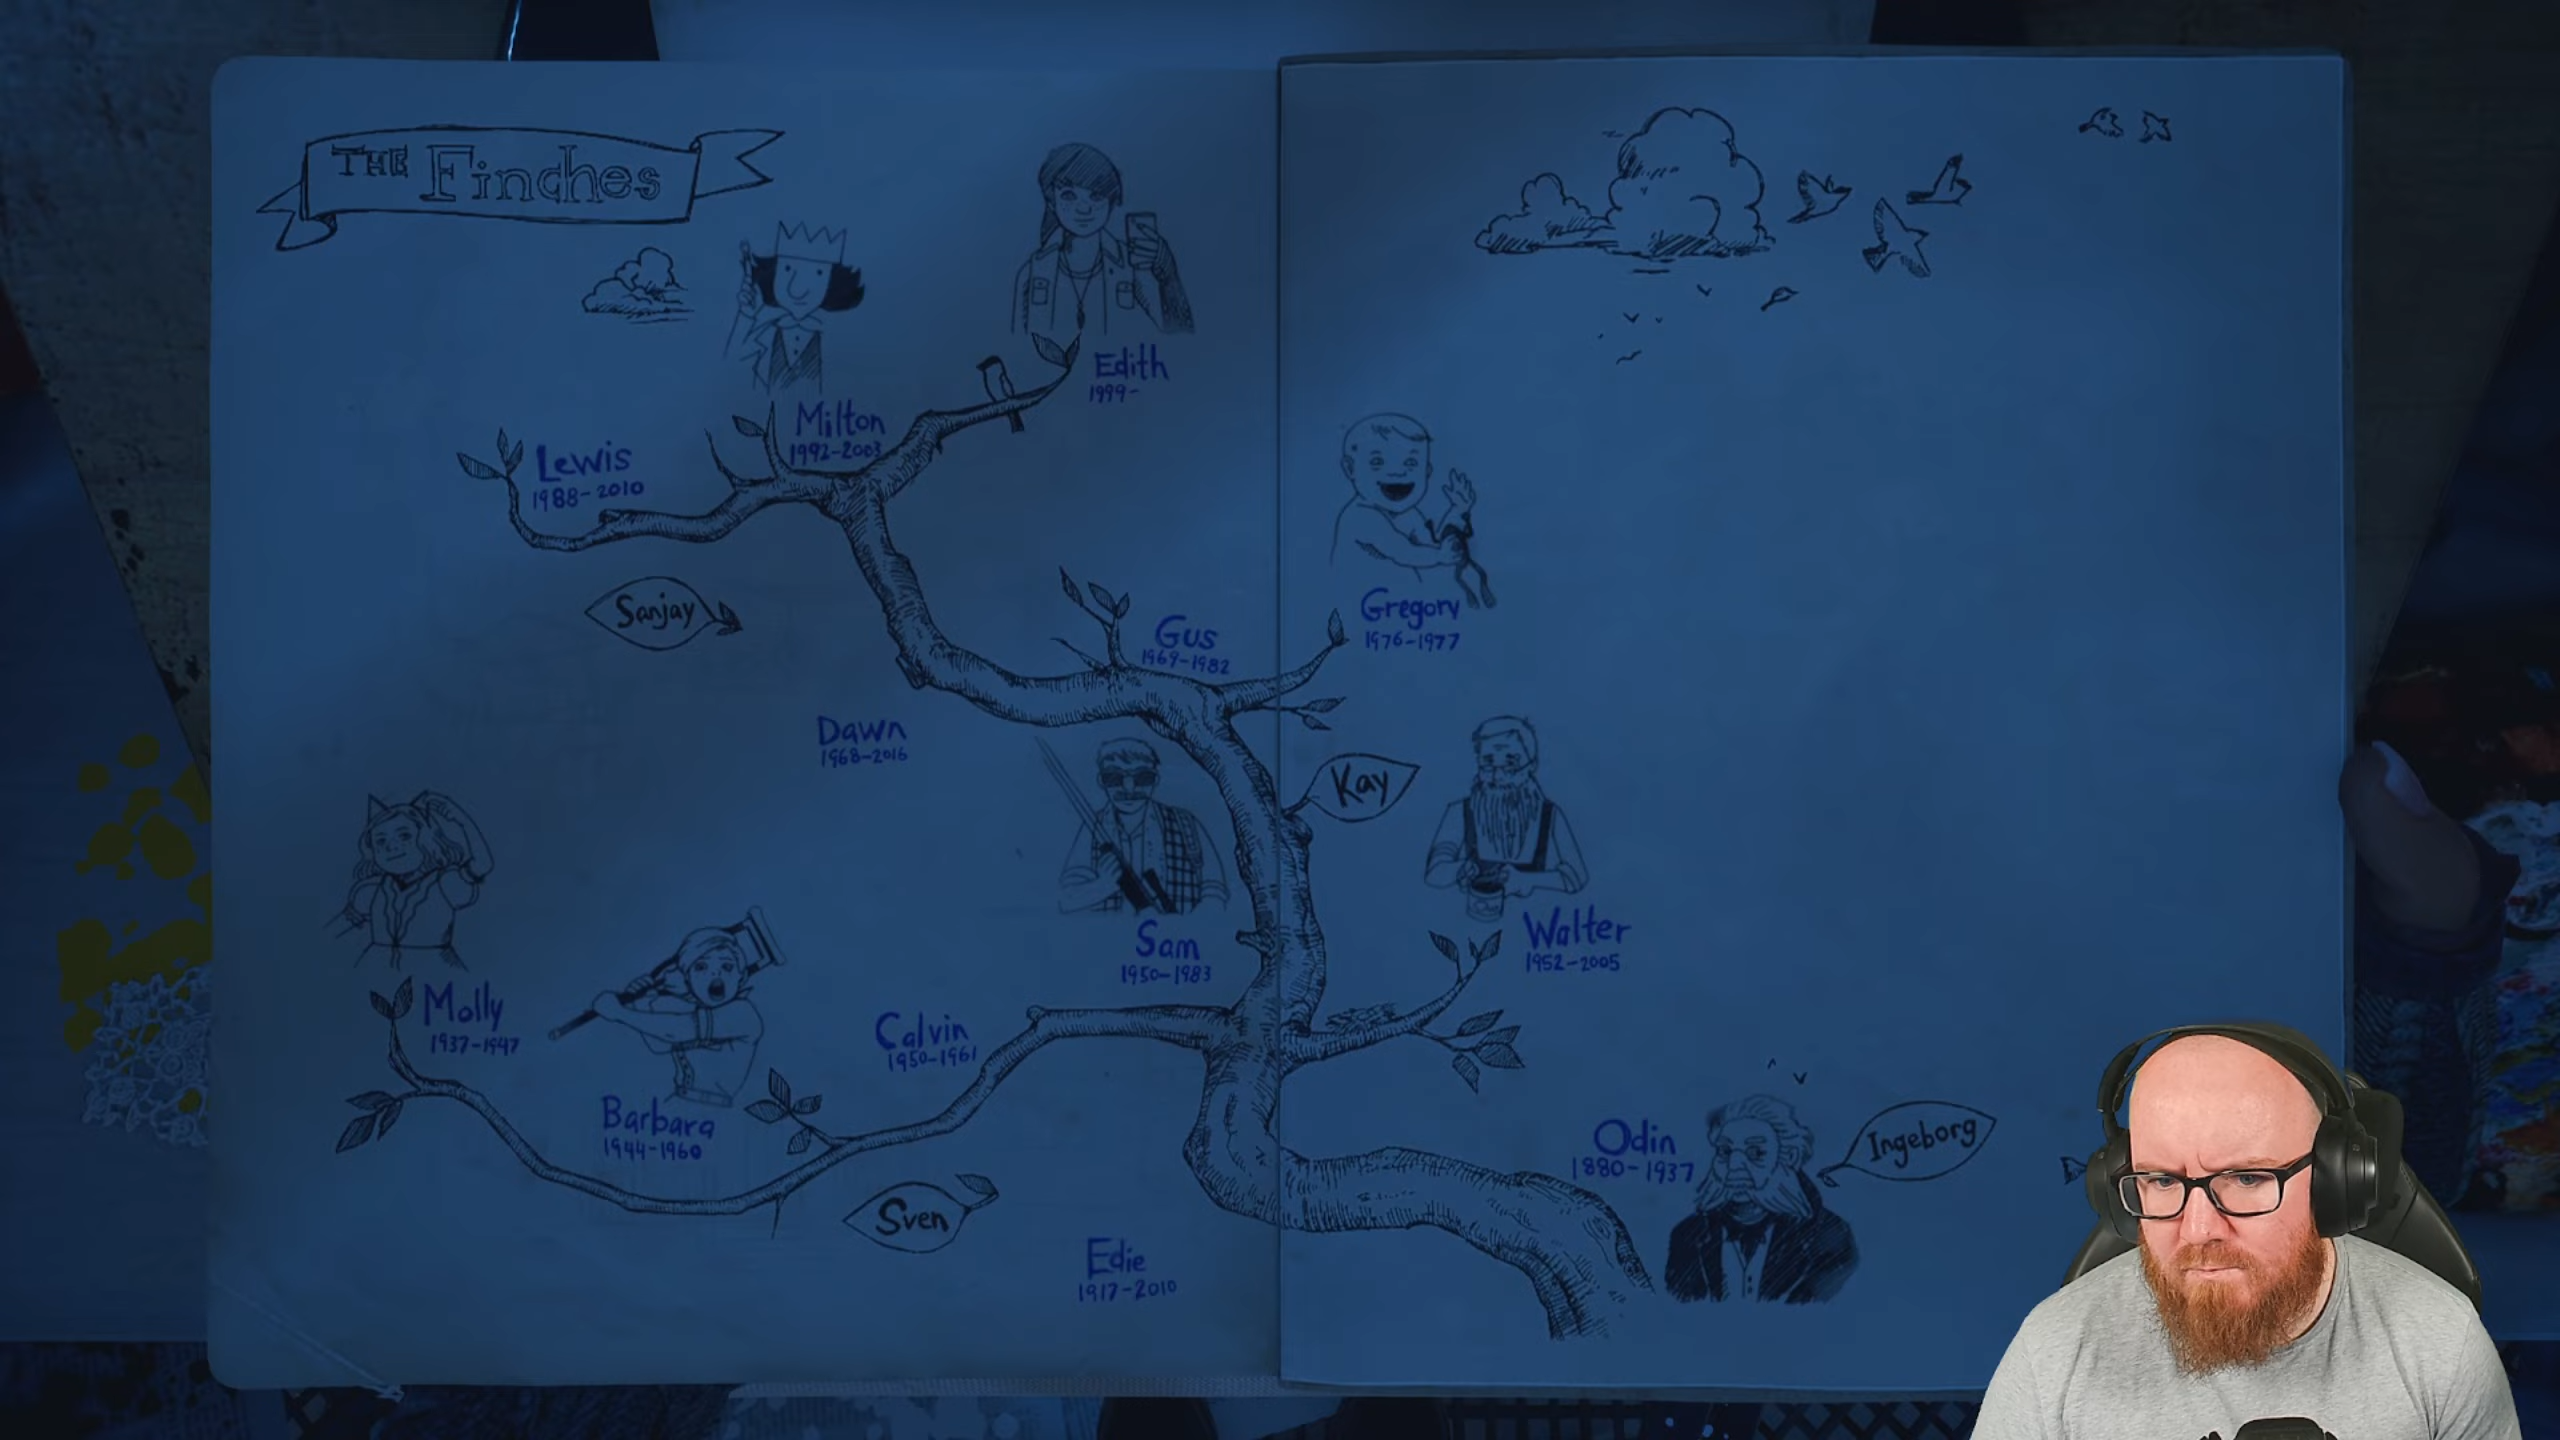 THE Finches
Edith
1999-
Milton
1992-2003
Lewis
1988-2010
Sanjay
Gus
1969-1982
Gregory
1976-1977
Dawn
1968-2016
Kay
Sam
1950-1983
Walter
1952-2005
Molly
1937-1947
Barbara
1944-1960
Calvin
1950-1961
Sven
Edie
1917-2010
Odin
1880-1937
Ingeborg